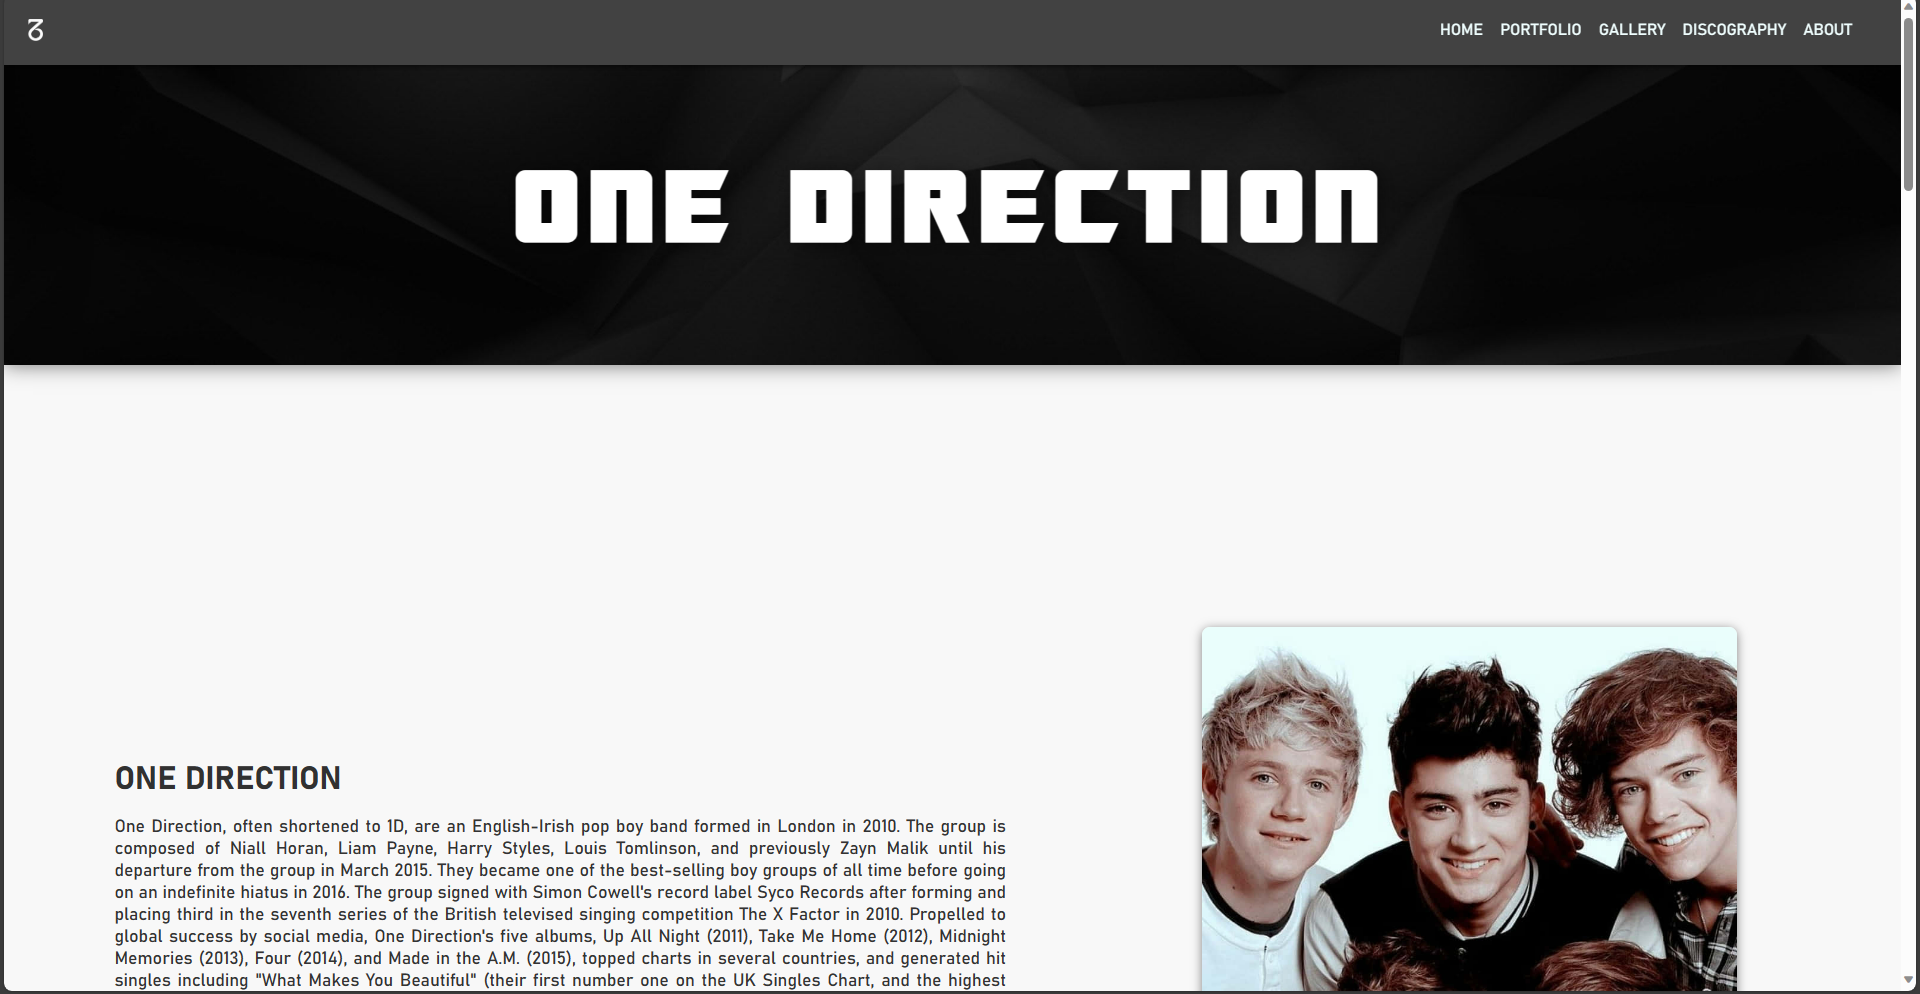 HOME PORTFOLIO GALLERY DISCOGRAPHY ABOUT
ONE DIRECTION
ONE DIRECTION
One Direction, often shortened to 1D, are an English-Irish pop boy band formed in London in 2010. The group is
composed of Niall Horan, Liam Payne, Harry Styles, Louis Tomlinson, and previously Zayn Malik until his
departure from the group in March 2015. They became one of the best-selling boy groups of all time before going
on an indefinite hiatus in 2016. The group signed with Simon Cowell's record label Syco Records after forming and
placing third in the seventh series of the British televised singing competition The X Factor in 2010. Propelled to
global success by social media, One Direction's five albums, Up All Night (2011), Take Me Home (2012), Midnight
Memories (2013), Four (2014), and Made in the A.M. (2015), topped charts in several countries, and generated hit
singles including "What Makes You Beautiful" (their first number one on the UK Singles Chart, and the highest